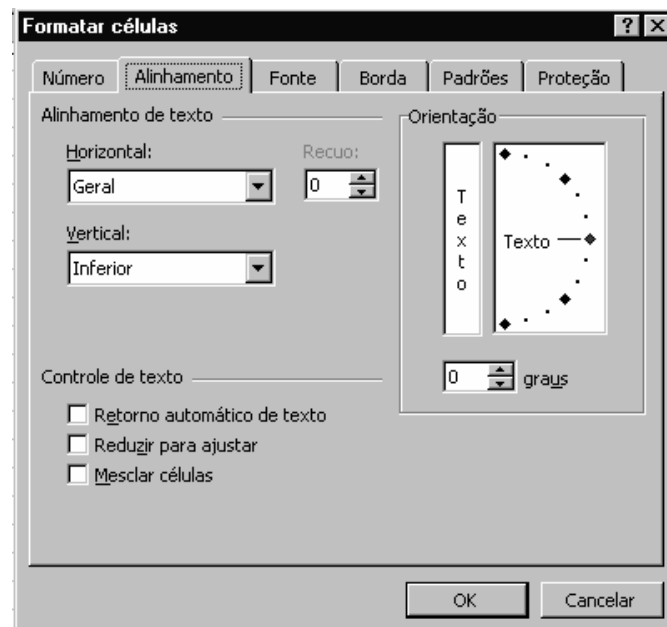 Formatar células
Número Alinhamento Fonte Borda Padrões Proteção
Alinhamento de texto
Horizontal:
Recuo:
Geral
0
Vertical:
Inferior
Orientação
T
e
x
t
o
Texto
0 graus
Controle de texto
Retorno automático de texto
Reduzir para ajustar
Mesclar células
OK
Cancelar